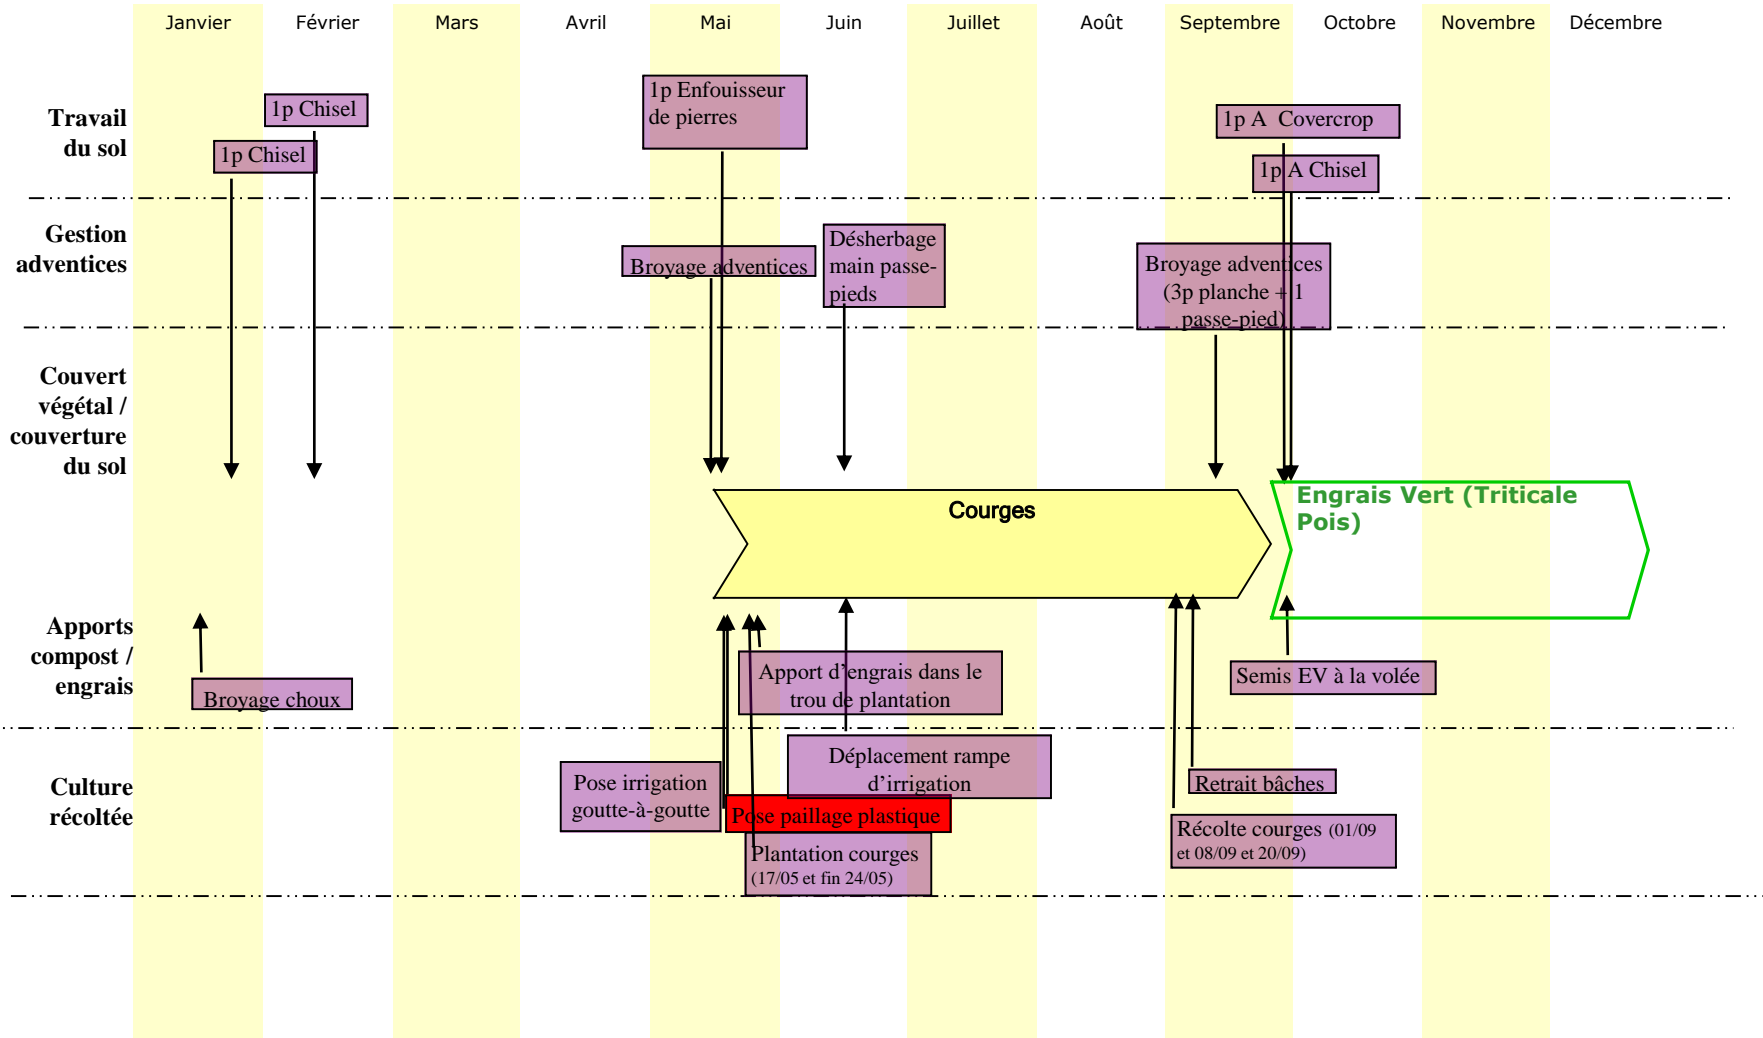 Janvier Février Mars Avril Mai Juin Juillet Août Septembre Octobre Novembre Décembre
Travail
du sol
1p Chisel
1p Chisel
1p Enfouisseur
de pierres
1p A  Covercrop
1p A Chisel
Gestion
adventices
Broyage adventices
Désherbage
main passe-
pieds
Broyage adventices
(3p planche + 1
passe-pied)
Couvert
végétal /
couverture
du sol
Courges
Engrais Vert (Triticale
Pois)
Apports
compost /
engrais
Broyage choux
Apport d'engrais dans le
trou de plantation
Semis EV à la volée
Culture
récoltée
Pose irrigation
goutte-à-goutte
Déplacement rampe
d'irrigation
Pose paillage plastique
Plantation courges
(17/05 et fin 24/05)
Retrait bâches
Récolte courges (01/09
et 08/09 et 20/09)